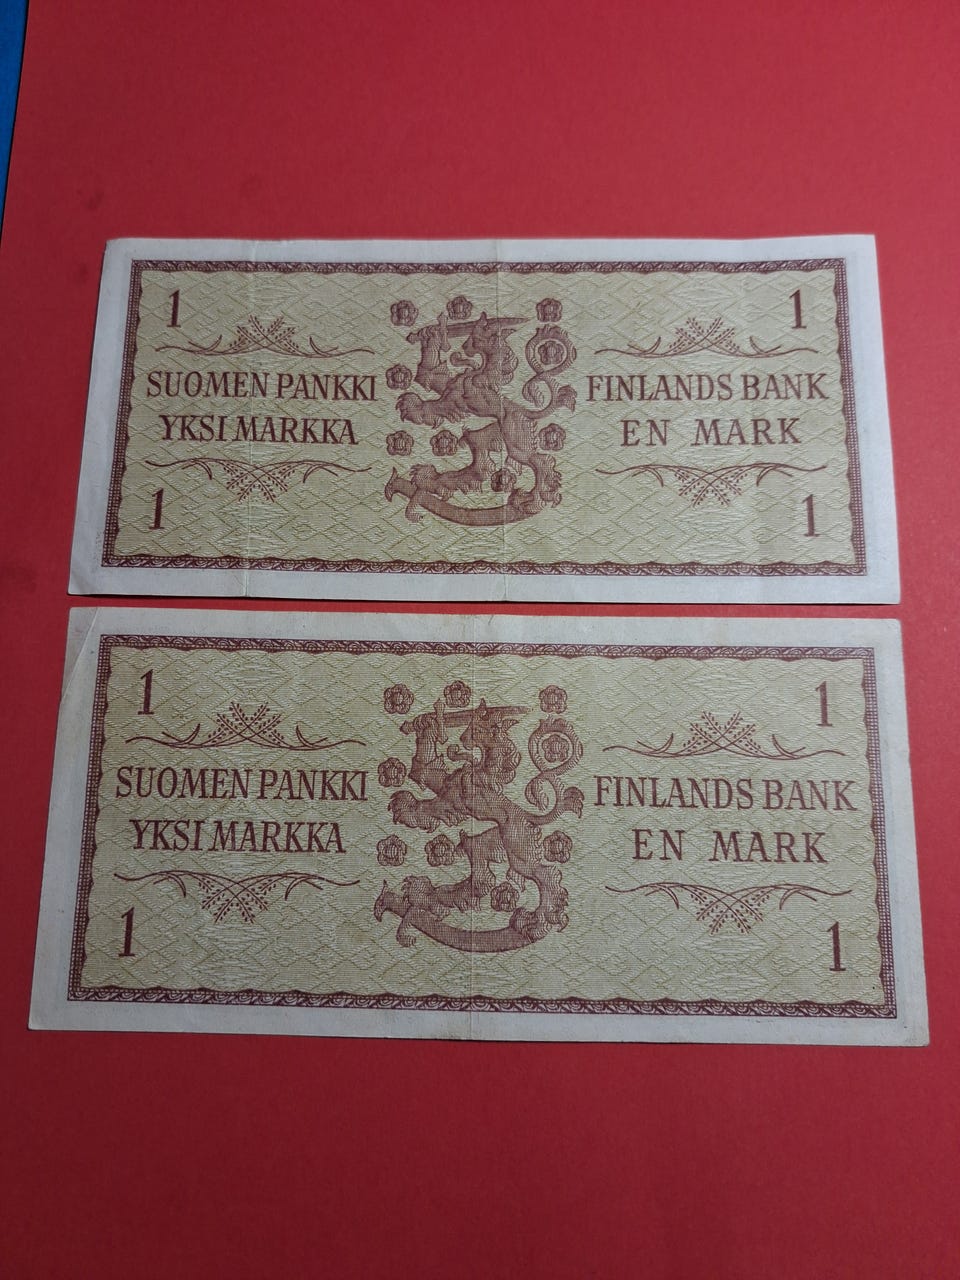 1 1
SUOMEN PANKKI FINLANDS BANK
YKSI MARKKA EN MARK
1 1
1 1
SUOMEN PANKKI FINLANDS BANK
YKSI MARKKA EN MARK
1 1